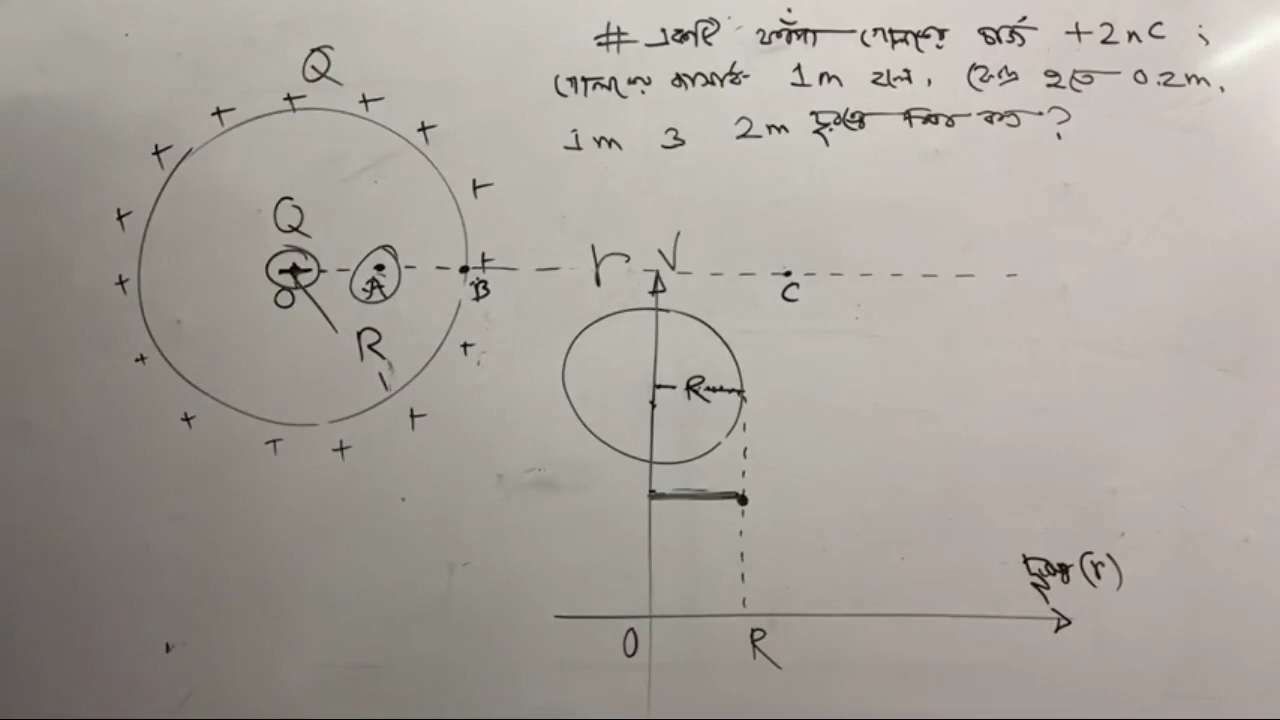 # একটি ফাঁপা গোলকের চার্জ +2nC ;
গোলকের ব্যাসার্ধ 1m হলে, কেন্দ্র হতে 0.2m,
1m ও 2m দূরত্বে বিভব কত?
Q
+ + + + + + + + + + + + + + +
Q
O A B r V C
R
R
দূরত্ব (r)
O R